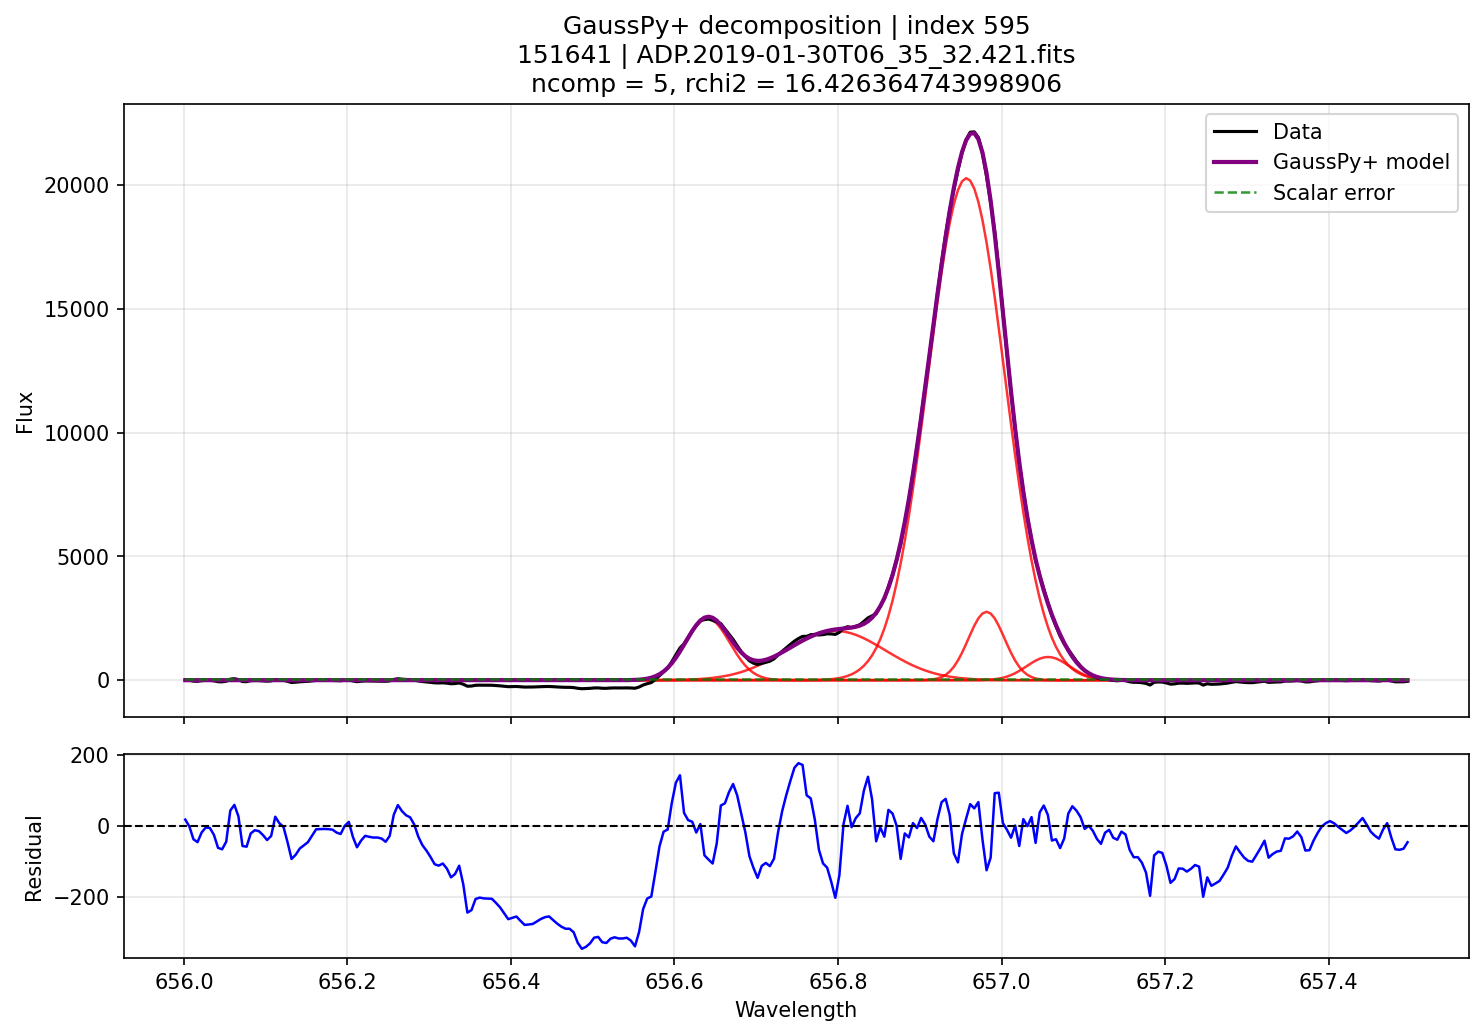 GaussPy+ decomposition | index 595
151641 | ADP.2019-01-30T06_35_32.421.fits
ncomp = 5, rchi2 = 16.426364743998906
Data
GaussPy+ model
Scalar error
Flux
20000
15000
10000
5000
0
Residual
200
0
−200
656.0 656.2 656.4 656.6 656.8 657.0 657.2 657.4
Wavelength